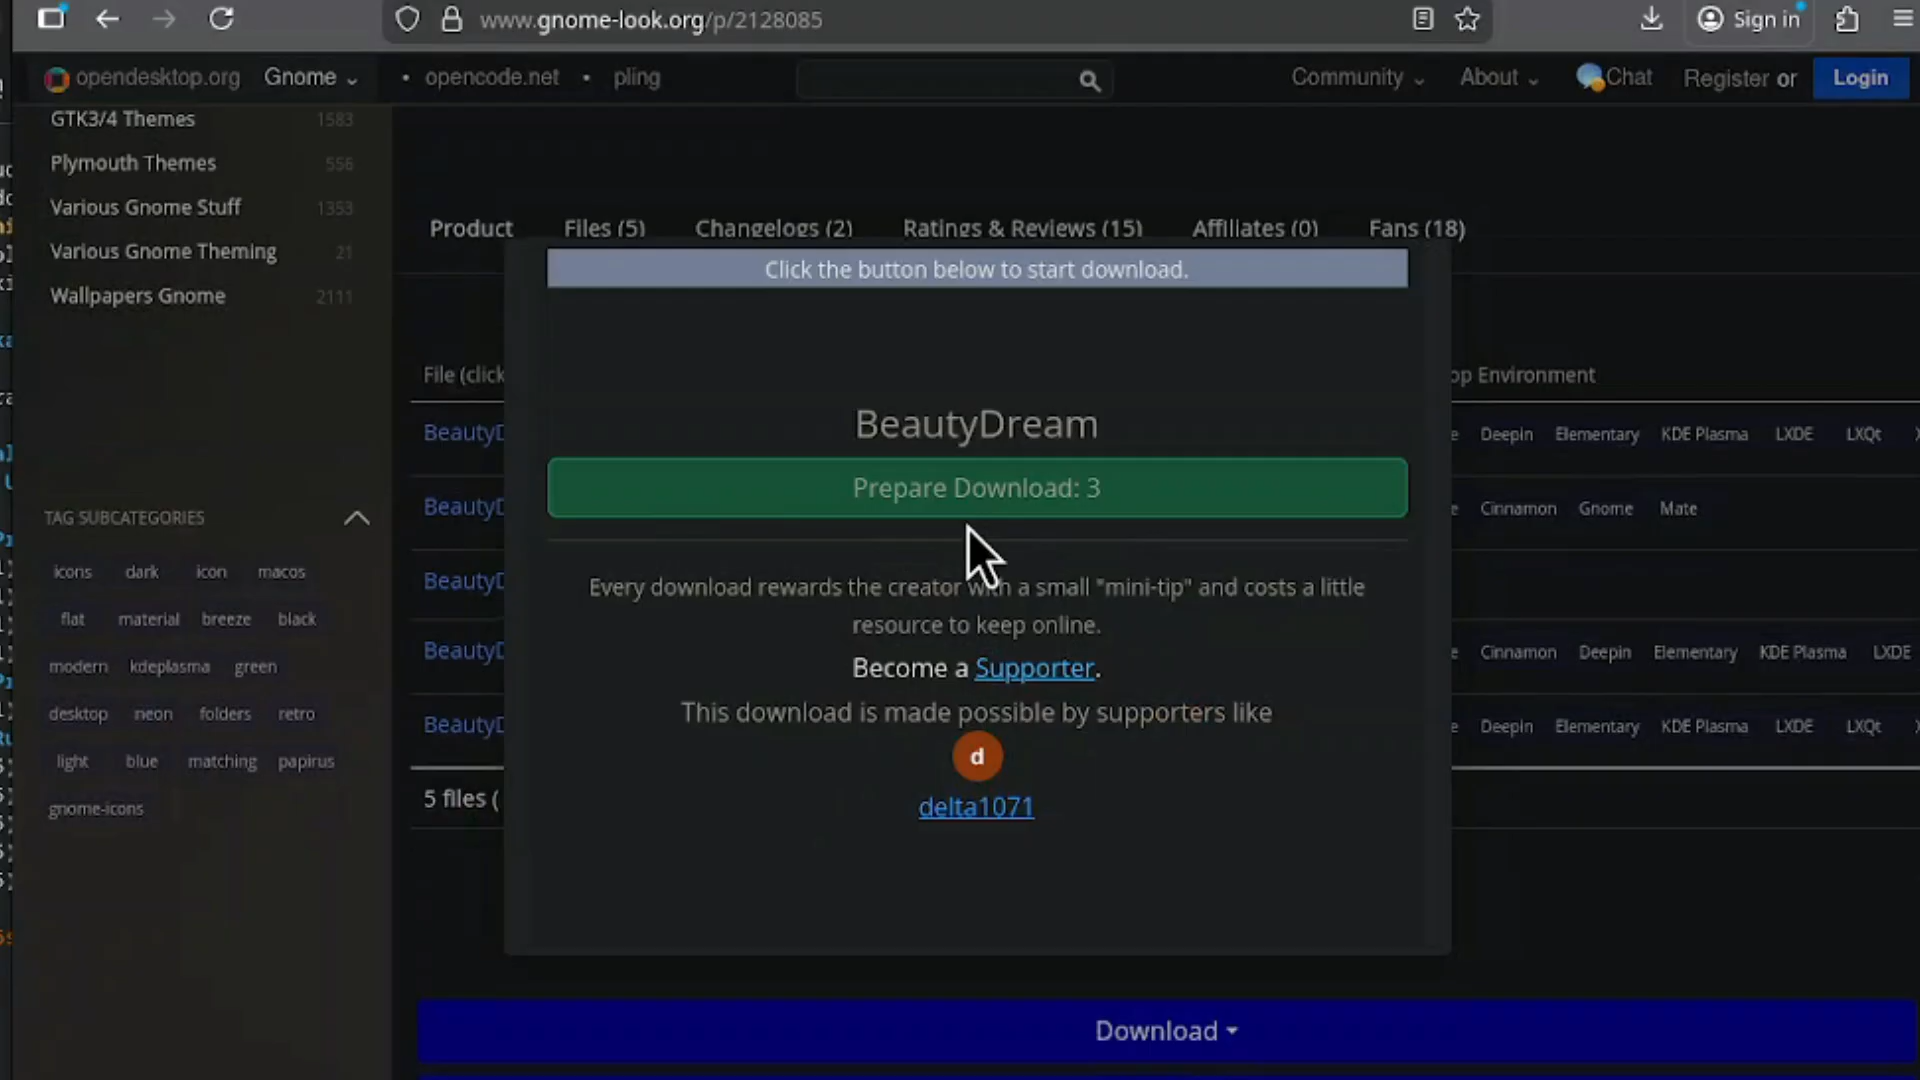 www.gnome-look.org/p/2128085
Sign in
opendesktop.org Gnome • opencode.net • pling
Community About Chat Register or Login
GTK3/4 Themes 1583
Plymouth Themes 556
Various Gnome Stuff 1353
Various Gnome Theming 21
Wallpapers Gnome 2111
TAG SUBCATEGORIES
icons dark icon macos
flat material breeze black
modern kdeplasma green
desktop neon folders retro
light blue matching papirus
gnome-icons
Product Files (5) Changelogs (2) Ratings & Reviews (15) Affiliates (0) Fans (18)
Click the button below to start download.
File (click op Environment
BeautyDream
BeautyD Deepin Elementary KDE Plasma LXDE LXQt
Prepare Download: 3
BeautyD Cinnamon Gnome Mate
BeautyD
Every download rewards the creator with a small "mini-tip" and costs a little
resource to keep online.
BeautyD Cinnamon Deepin Elementary KDE Plasma LXDE
Become a Supporter.
This download is made possible by supporters like
BeautyD Deepin Elementary KDE Plasma LXDE LXQt
d
5 files (
delta1071
Download